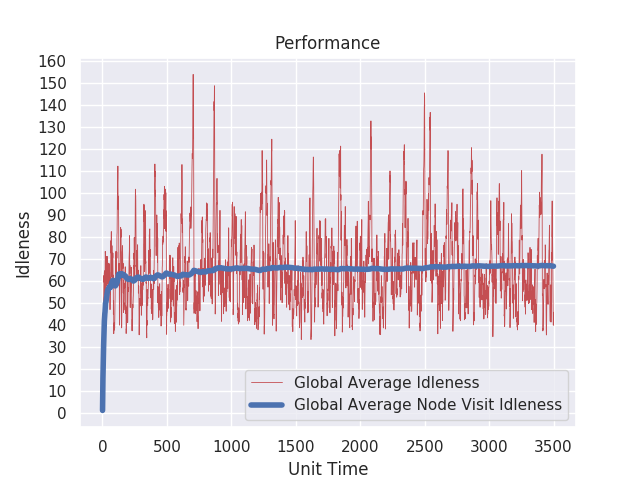 Performance
160
150
140
130
120
110
100
90
80
70
60
50
40
30
20
10
0
Idleness
Global Average Idleness
Global Average Node Visit Idleness
0 500 1000 1500 2000 2500 3000 3500
Unit Time